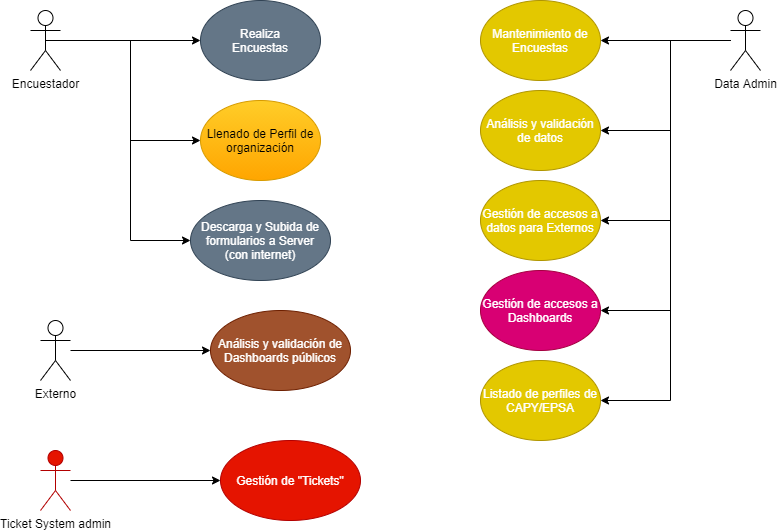 Realiza
Encuestas
Encuestador
Llenado de Perfil de
organización
Descarga y Subida de
formularios a Server
(con internet)
Análisis y validación de
Dashboards públicos
Externo
Gestión de "Tickets"
Ticket System admin
Mantenimiento de
Encuestas
Data Admin
Análisis y validación
de datos
Gestión de accesos a
datos para Externos
Gestión de accesos a
Dashboards
Listado de perfiles de
CAPY/EPSA